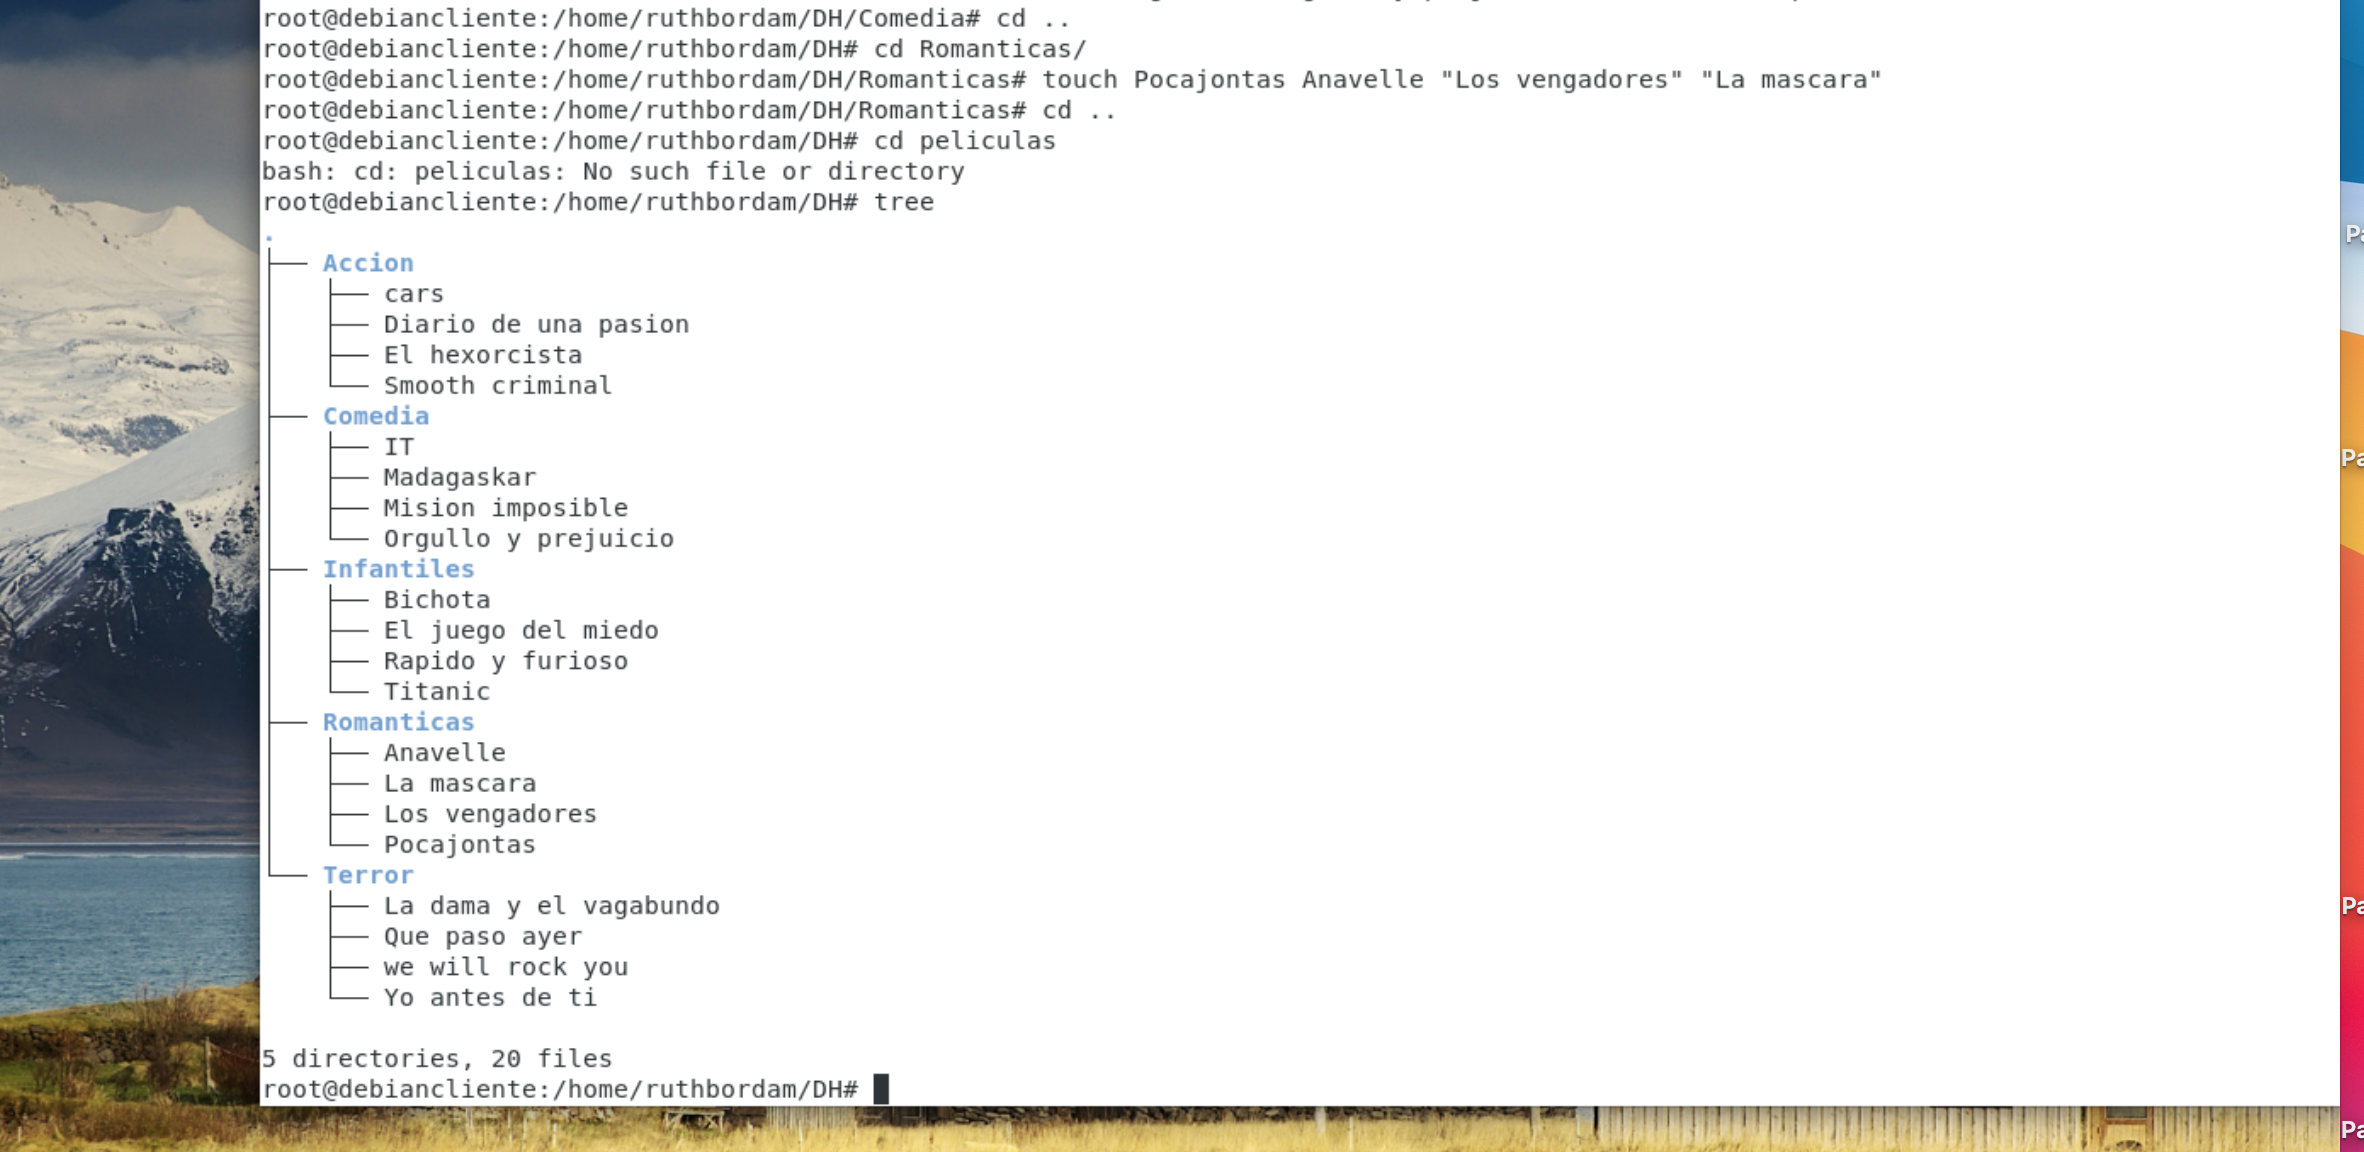 root@debiancliente:/home/ruthbordam/DH/Comedia# cd ..
root@debiancliente:/home/ruthbordam/DH# cd Romanticas/
root@debiancliente:/home/ruthbordam/DH/Romanticas# touch Pocajontas Anavelle "Los vengadores" "La mascara"
root@debiancliente:/home/ruthbordam/DH/Romanticas# cd ..
root@debiancliente:/home/ruthbordam/DH# cd peliculas
bash: cd: peliculas: No such file or directory
root@debiancliente:/home/ruthbordam/DH# tree
.
├── Accion
│   ├── cars
│   ├── Diario de una pasion
│   ├── El hexorcista
│   └── Smooth criminal
├── Comedia
│   ├── IT
│   ├── Madagaskar
│   ├── Mision imposible
│   └── Orgullo y prejuicio
├── Infantiles
│   ├── Bichota
│   ├── El juego del miedo
│   ├── Rapido y furioso
│   └── Titanic
├── Romanticas
│   ├── Anavelle
│   ├── La mascara
│   ├── Los vengadores
│   └── Pocajontas
└── Terror
    ├── La dama y el vagabundo
    ├── Que paso ayer
    ├── we will rock you
    └── Yo antes de ti
5 directories, 20 files
root@debiancliente:/home/ruthbordam/DH#